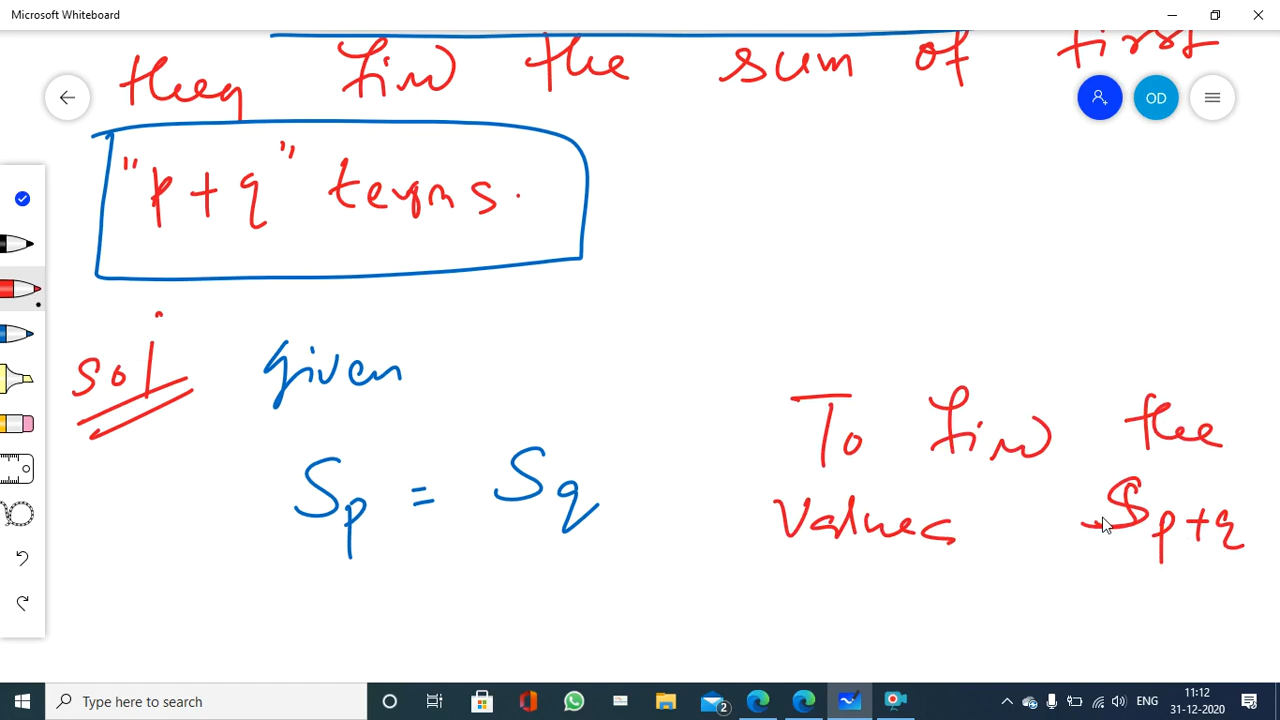 Microsoft Whiteboard
then find the sum of first
"p+q" terms.
OD
sol
given
To find the
Sp = Sq
values Sp+q
Type here to search
2
ENG
11:12
31-12-2020